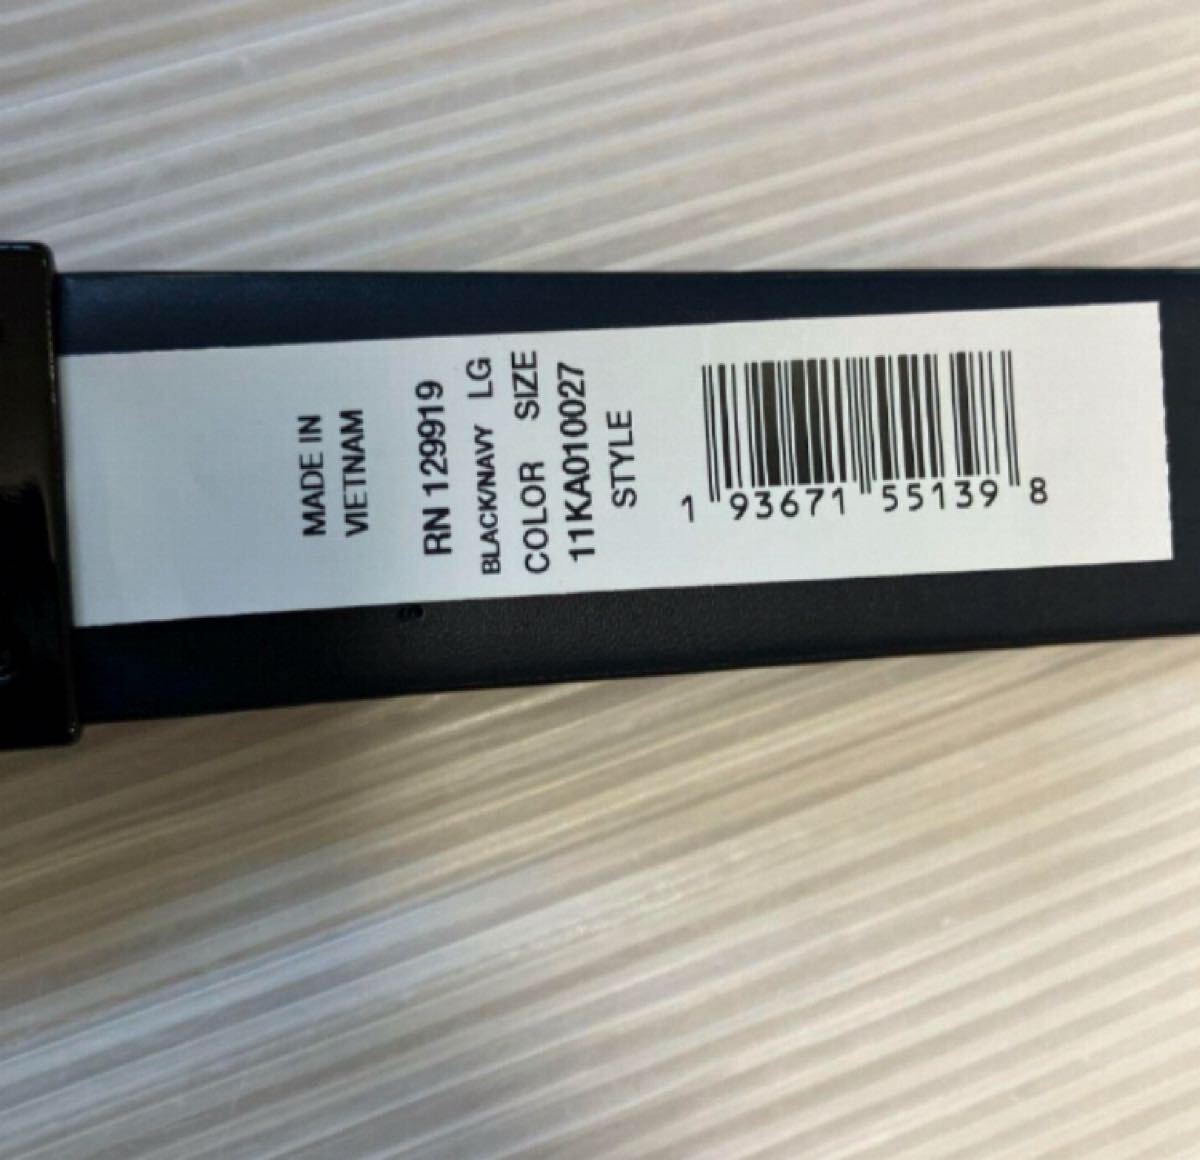 MADE IN
VIETNAM
RN 129919
BLACK/NAVY LG
COLOR SIZE
11KA010027
STYLE
1 93671 55139 8